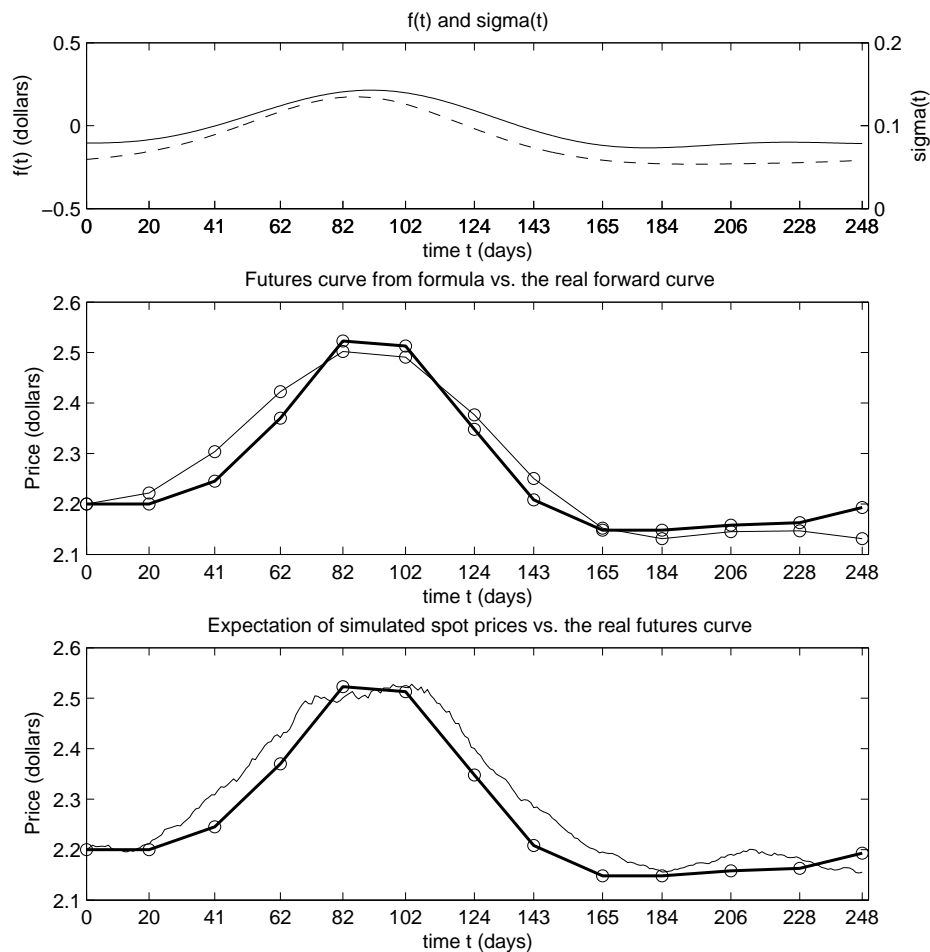 f(t) and sigma(t)
0.5
0
−0.5
f(t) (dollars)
0.2
0.1
0
sigma(t)
0 20 41 62 82 102 124 143 165 184 206 228 248
time t (days)
Futures curve from formula vs. the real forward curve
2.6
2.5
2.4
2.3
2.2
2.1
Price (dollars)
0 20 41 62 82 102 124 143 165 184 206 228 248
time t (days)
Expectation of simulated spot prices vs. the real futures curve
2.6
2.5
2.4
2.3
2.2
2.1
Price (dollars)
0 20 41 62 82 102 124 143 165 184 206 228 248
time t (days)